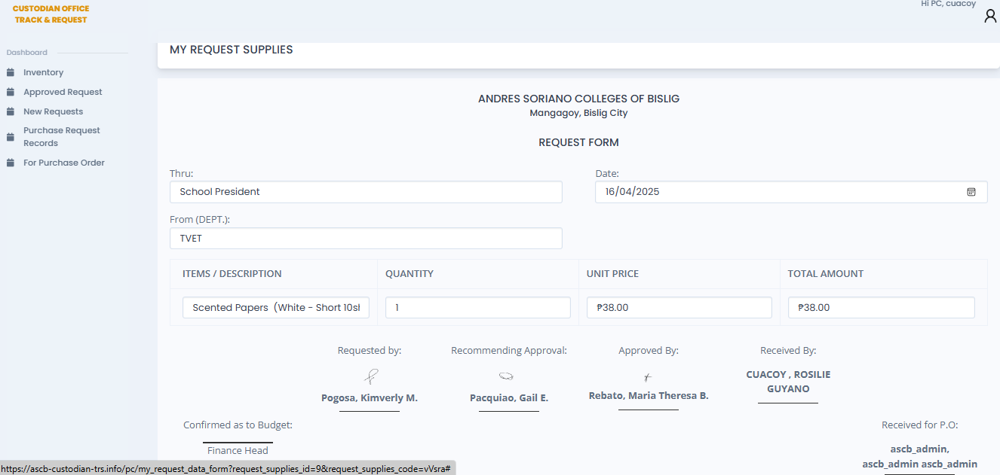 CUSTODIAN OFFICE
TRACK & REQUEST
Hi PC, cuacoy
Dashboard
Inventory
Approved Request
New Requests
Purchase Request
Records
For Purchase Order
MY REQUEST SUPPLIES
ANDRES SORIANO COLLEGES OF BISLIG
Mangagoy, Bislig City
REQUEST FORM
Thru:
School President
Date:
16/04/2025
From (DEPT.):
TVET
ITEMS / DESCRIPTION QUANTITY UNIT PRICE TOTAL AMOUNT
Scented Papers (White - Short 10sh 1 ₱38.00 ₱38.00
Requested by: Recommending Approval: Approved By: Received By:
Pogosa, Kimverly M. Pacquiao, Gail E. Rebato, Maria Theresa B. CUACOY , ROSILIE
GUYANO
Confirmed as to Budget: Received for P.O:
Finance Head
ascb_admin,
ascb_admin ascb_admin
https://ascb-custodian-trs.info/pc/my_request_data_form?request_supplies_id=9&request_supplies_code=vVsra#